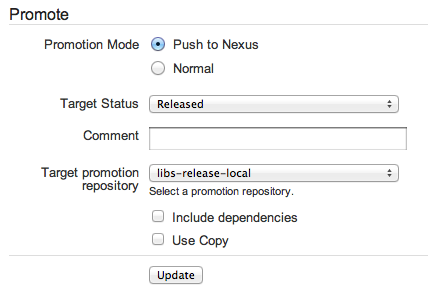 Promote
Promotion Mode Push to Nexus
Normal
Target Status Released
Comment
Target promotion repository libs-release-local
Select a promotion repository.
Include dependencies
Use Copy
Update